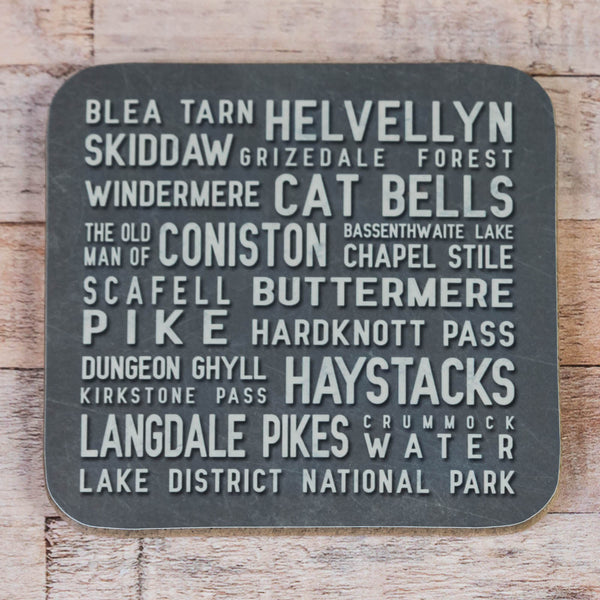 BLEA TARN HELVELLYN
SKIDDAW GRIZEDALE FOREST
WINDERMERE CAT BELLS
THE OLD MAN OF CONISTON
BASSENTHWAITE LAKE
CHAPEL STILE
SCAFELL PIKE
BUTTERMERE
HARDKNOTT PASS
DUNGEON GHYLL
KIRKSTONE PASS
HAYSTACKS
LANGDALE PIKES
CRUMMOCK
WATER
LAKE DISTRICT NATIONAL PARK